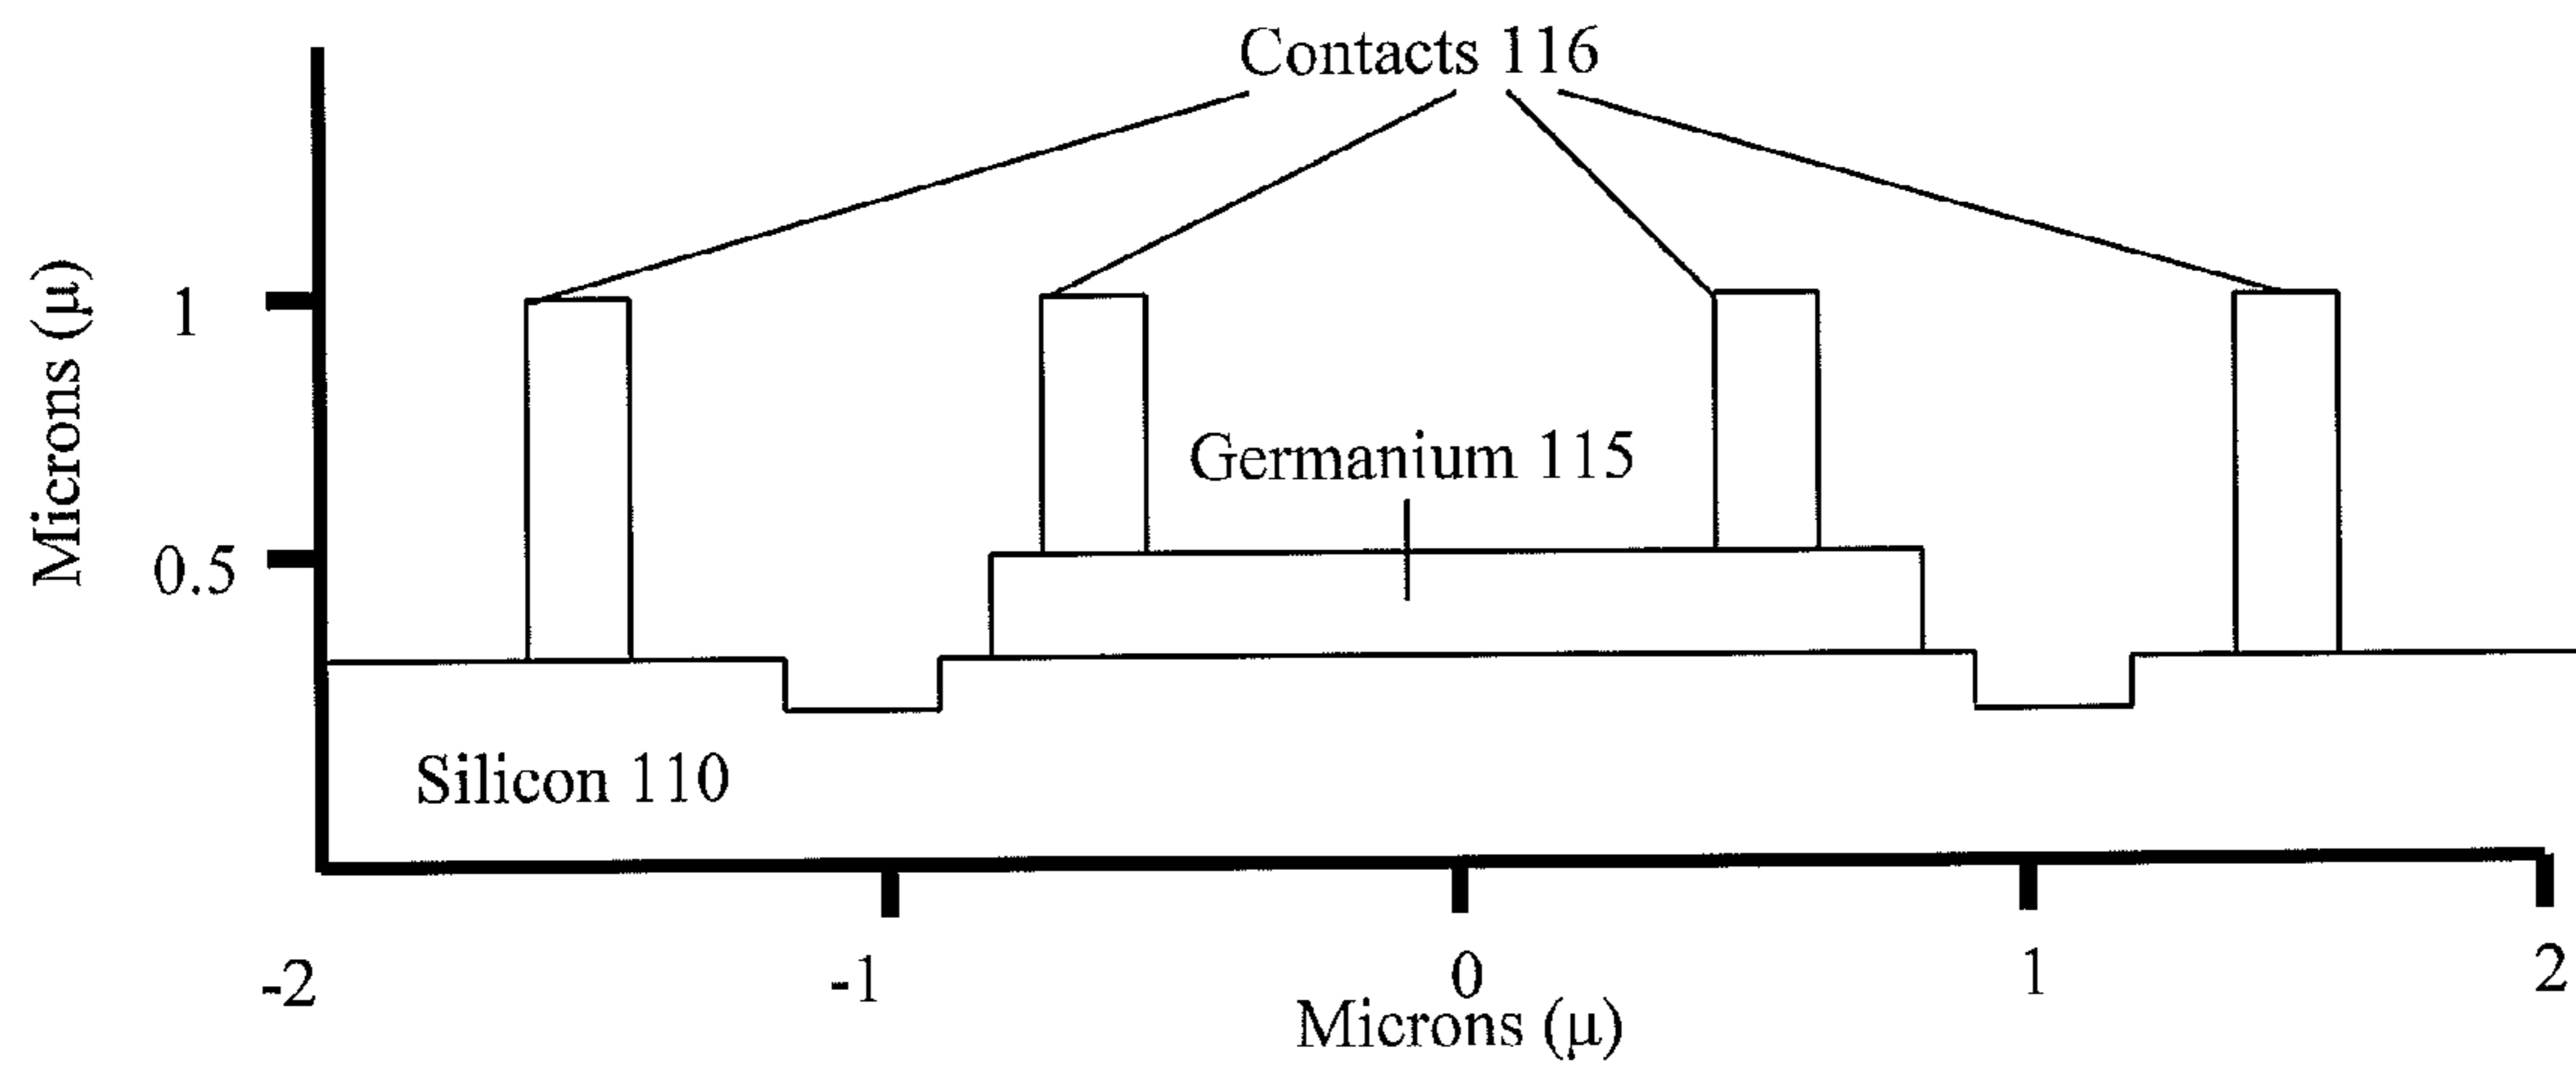 Contacts 116
Microns (μ)
1
Germanium 115
0.5
Silicon 110
-2
-1
0
1
2
Microns (μ)